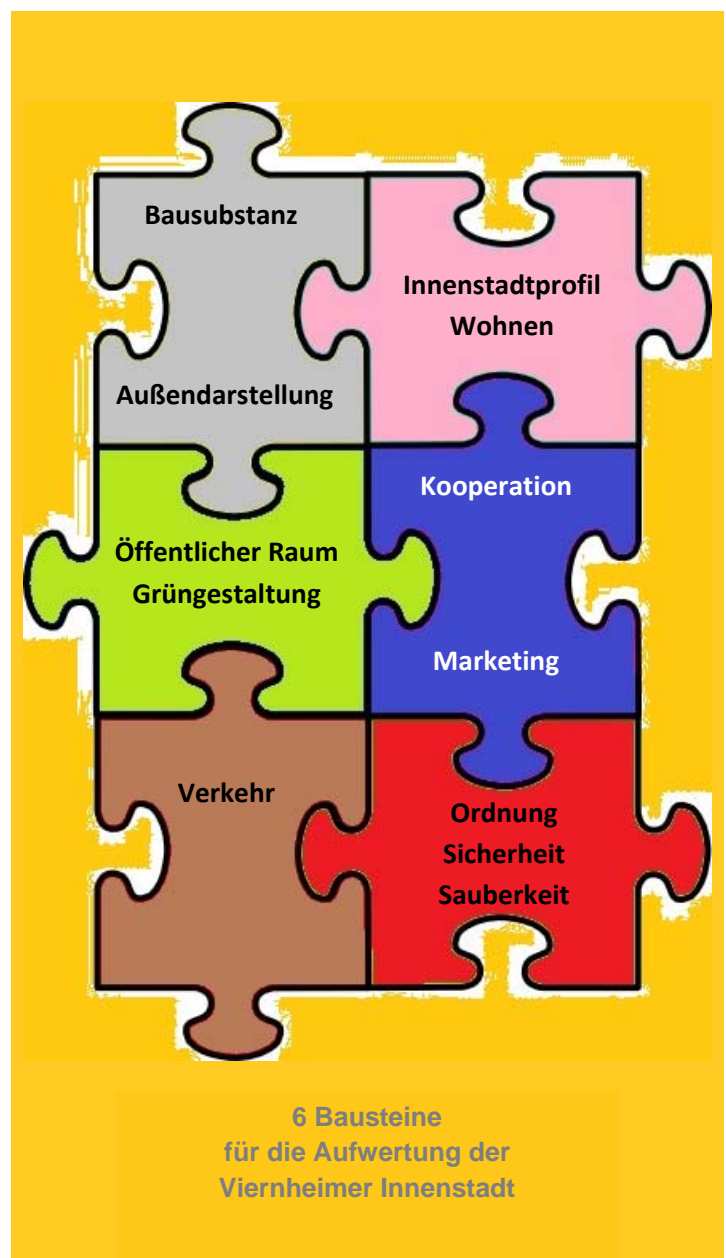 Bausubstanz
Außendarstellung
Innenstadtprofil
Wohnen
Öffentlicher Raum
Grüngestaltung
Kooperation
Marketing
Verkehr
Ordnung
Sicherheit
Sauberkeit
6 Bausteine
für die Aufwertung der
Viernheimer Innenstadt